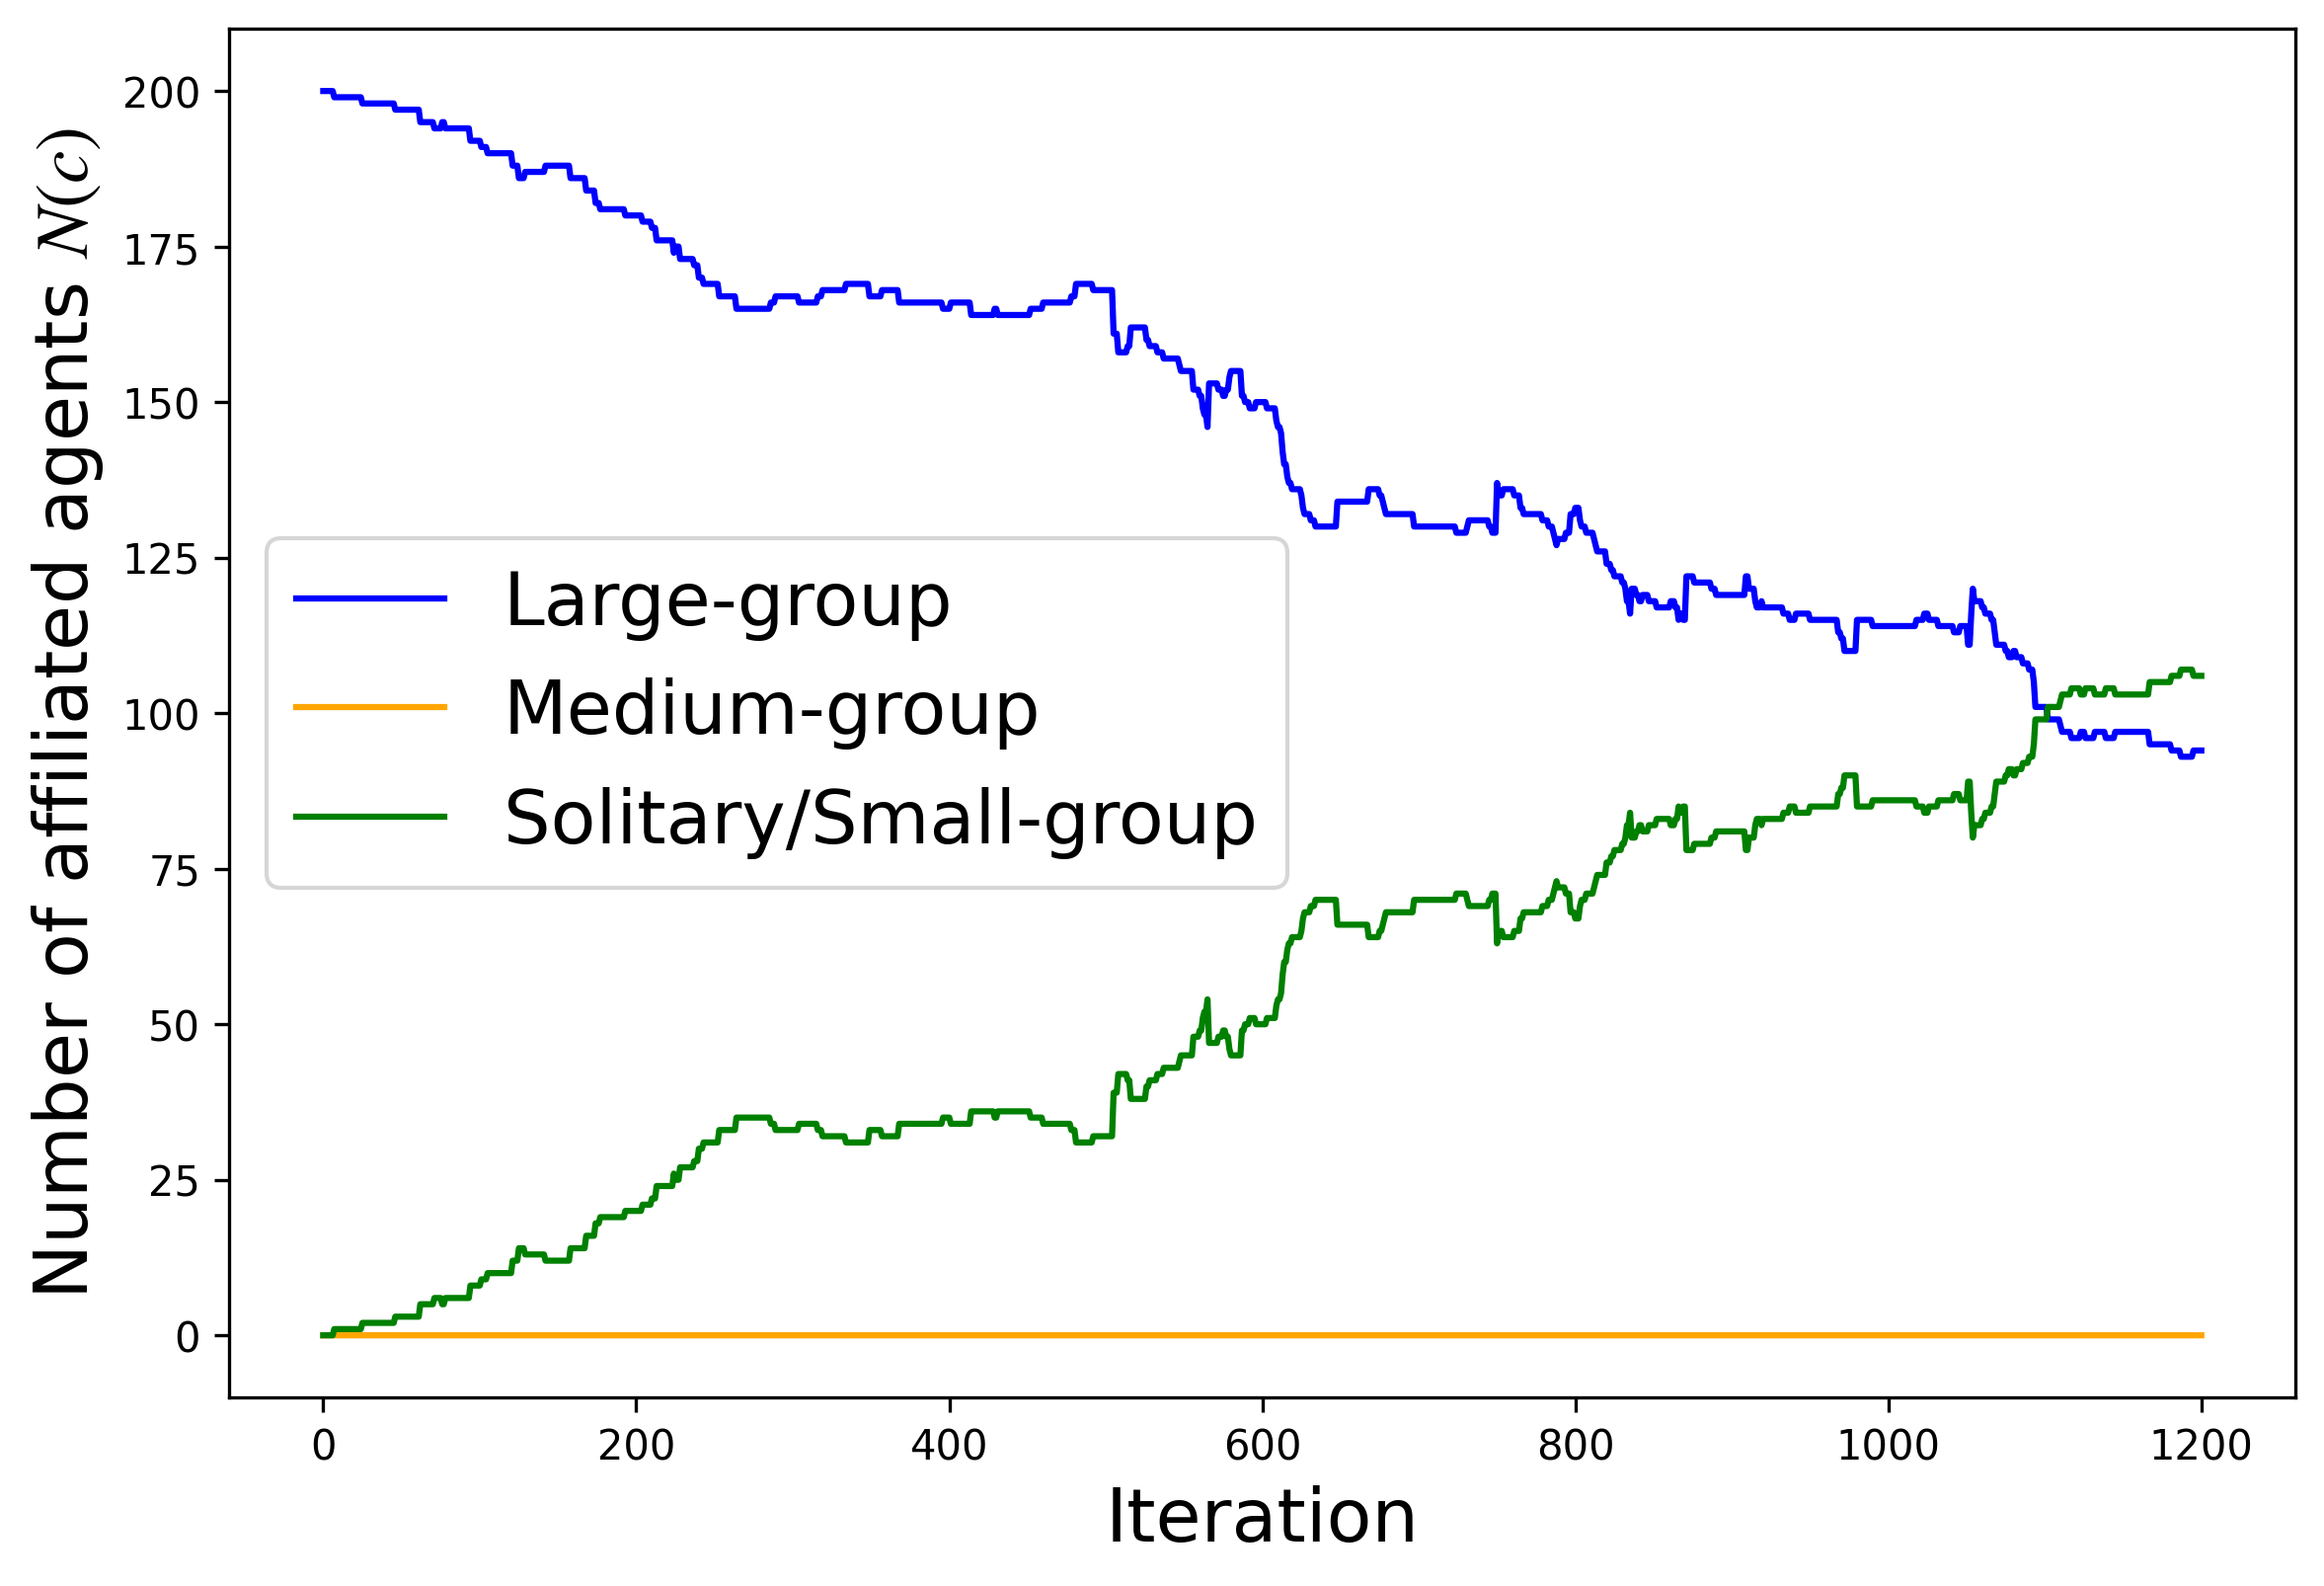 Number of affiliated agents N(c)
200
175
150
125
100
75
50
25
0
Large-group
Medium-group
Solitary/Small-group
0 200 400 600 800 1000 1200
Iteration